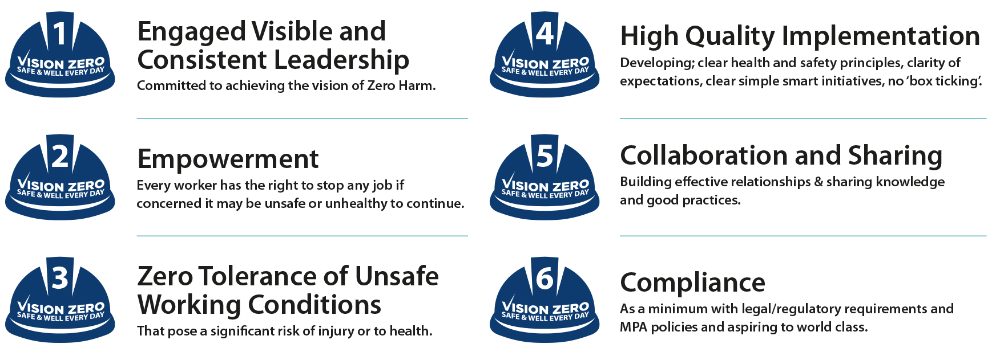 1
VISION ZERO
SAFE & WELL EVERY DAY
Engaged Visible and
Consistent Leadership
Committed to achieving the vision of Zero Harm.
2
VISION ZERO
SAFE & WELL EVERY DAY
Empowerment
Every worker has the right to stop any job if
concerned it may be unsafe or unhealthy to continue.
3
VISION ZERO
SAFE & WELL EVERY DAY
Zero Tolerance of Unsafe
Working Conditions
That pose a significant risk of injury or to health.
4
VISION ZERO
SAFE & WELL EVERY DAY
High Quality Implementation
Developing; clear health and safety principles, clarity of
expectations, clear simple smart initiatives, no ‘box ticking’.
5
VISION ZERO
SAFE & WELL EVERY DAY
Collaboration and Sharing
Building effective relationships & sharing knowledge
and good practices.
6
VISION ZERO
SAFE & WELL EVERY DAY
Compliance
As a minimum with legal/regulatory requirements and
MPA policies and aspiring to world class.